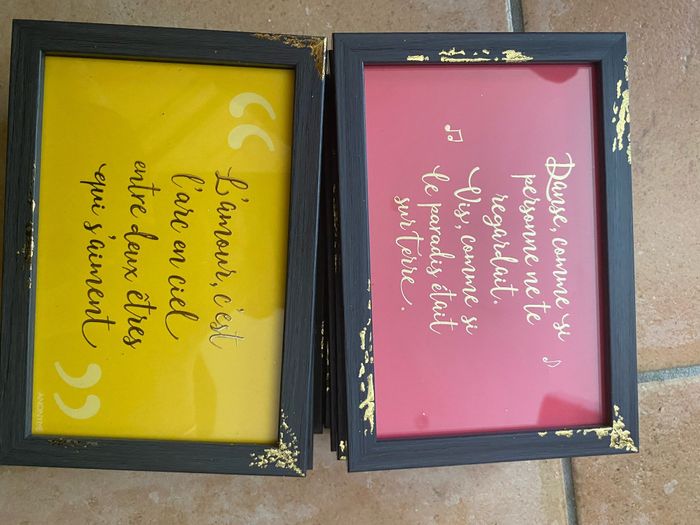 L'amour, c'est
l'arc en ciel
entre deux êtres
qui s'aiment
ANONYME
Danse, comme si
personne ne te
regardait.
Vis, comme si
le paradis était
sur terre.